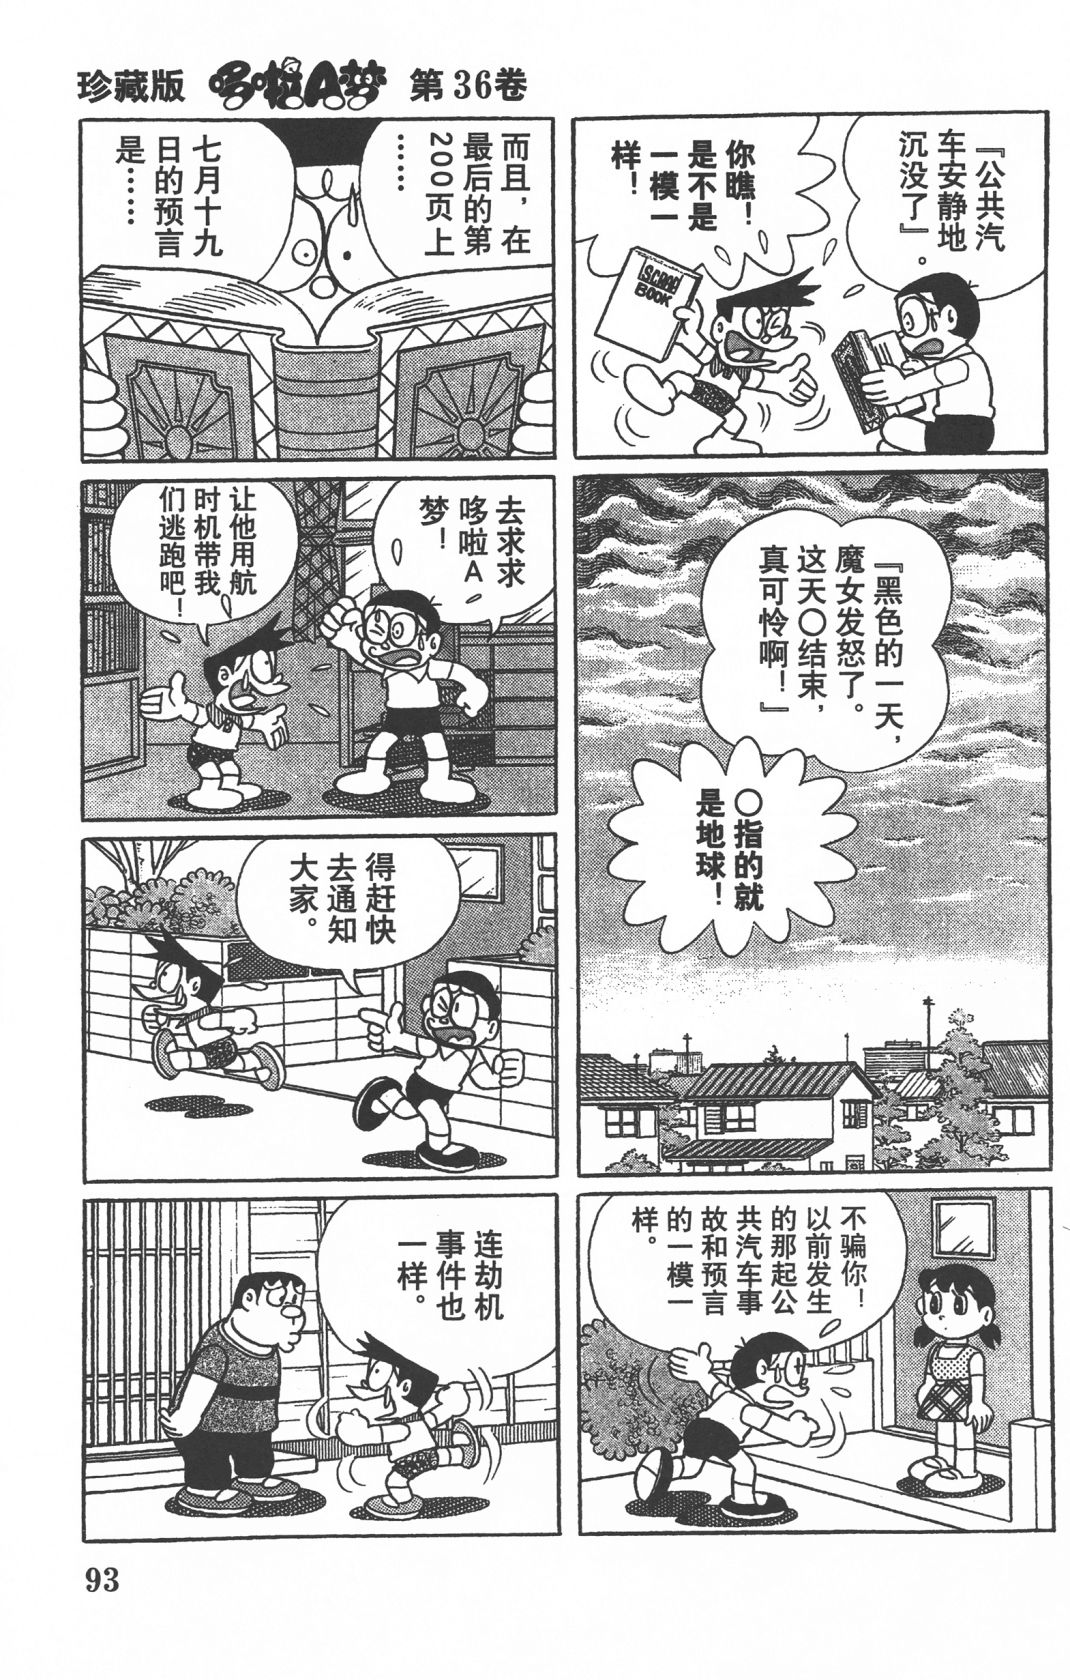 珍藏版 哆啦A梦 第36卷
『公共汽
车安静地
沉没了』。
你瞧！
是不是
一模一
样！
SCRAP
BOOK
而且，在
最后的第
200页上
……
七月十九
日的预言
是……
『黑色的一天，
魔女发怒了。
这天〇结束，
真可怜啊！』
〇指的就
是地球！
去求求
哆啦A
梦！
让他用航
时机带我
们逃跑吧！
得赶快
去通知
大家。
不骗你！
以前发生
的那起公
共汽车事
故和预言
的一模一
样。
连劫机
事件也
一样。
93